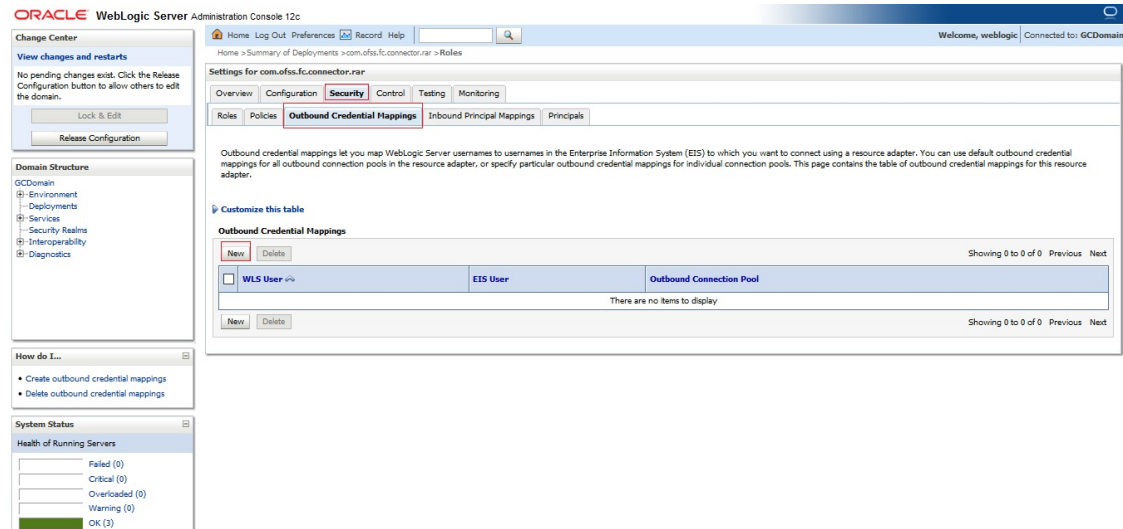 ORACLE WebLogic Server Administration Console 12c
Change Center
View changes and restarts
No pending changes exist. Click the Release
Configuration button to allow others to edit
the domain.
Lock & Edit
Release Configuration
Domain Structure
GCDomain
Environment
Deployments
Services
Security Realms
Interoperability
Diagnostics
How do I...
Create outbound credential mappings
Delete outbound credential mappings
System Status
Health of Running Servers
Failed (0)
Critical (0)
Overloaded (0)
Warning (0)
OK (3)
Home Log Out Preferences Record Help
Welcome, weblogic Connected to: GCDomain
Home >Summary of Deployments >com.ofss.fc.connector.rar >Roles
Settings for com.ofss.fc.connector.rar
Overview Configuration Security Control Testing Monitoring
Roles Policies Outbound Credential Mappings Inbound Principal Mappings Principals
Outbound credential mappings let you map WebLogic Server usernames to usernames in the Enterprise Information System (EIS) to which you want to connect using a resource adapter. You can use default outbound credential
mappings for all outbound connection pools in the resource adapter, or specify particular outbound credential mappings for individual connection pools. This page contains the table of outbound credential mappings for this resource
adapter.
Customize this table
Outbound Credential Mappings
New Delete Showing 0 to 0 of 0 Previous Next
WLS User EIS User Outbound Connection Pool
There are no items to display
New Delete Showing 0 to 0 of 0 Previous Next